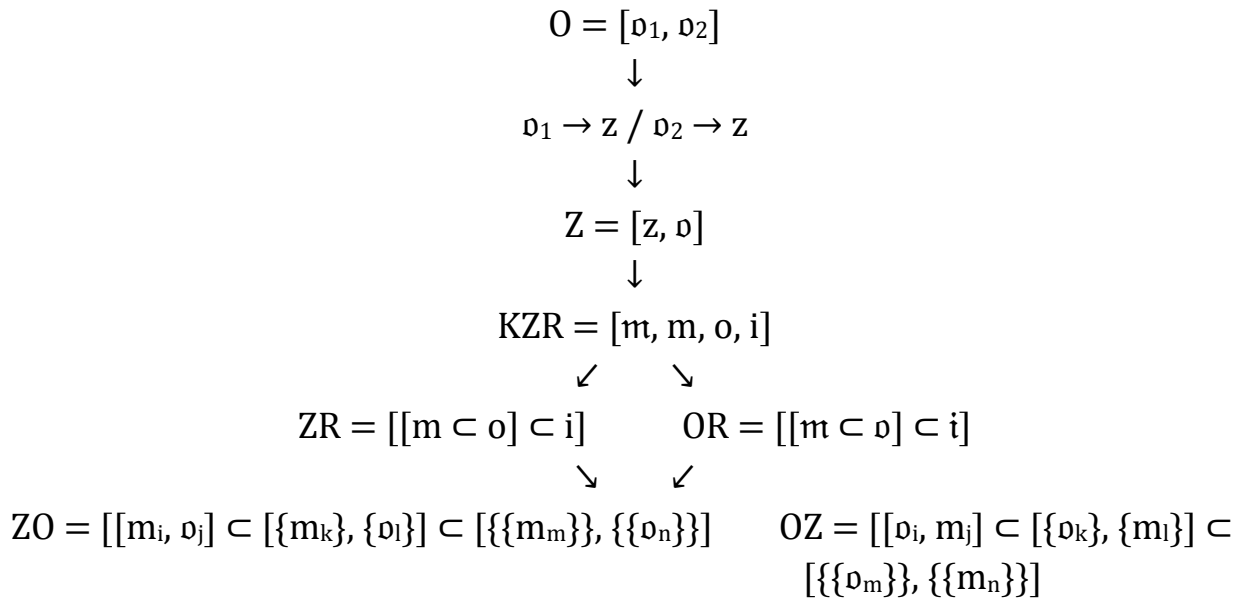 O = [𝔬₁, 𝔬₂]
↓
𝔬₁ → z / 𝔬₂ → z
↓
Z = [z, 𝔬]
↓
KZR = [𝔪, m, o, i]
↙ ↘
ZR = [[m ⊂ o] ⊂ i] OR = [[𝔪 ⊂ 𝔬] ⊂ 𝔦]
↘ ↙
ZO = [[mᵢ, 𝔬ⱼ] ⊂ [{mₖ}, {𝔬ₗ}] ⊂ [{{mₘ}}, {{𝔬ₙ}}] OZ = [[𝔬ᵢ, mⱼ] ⊂ [{𝔬ₖ}, {mₗ}] ⊂
[{{𝔬ₘ}}, {{mₙ}}]